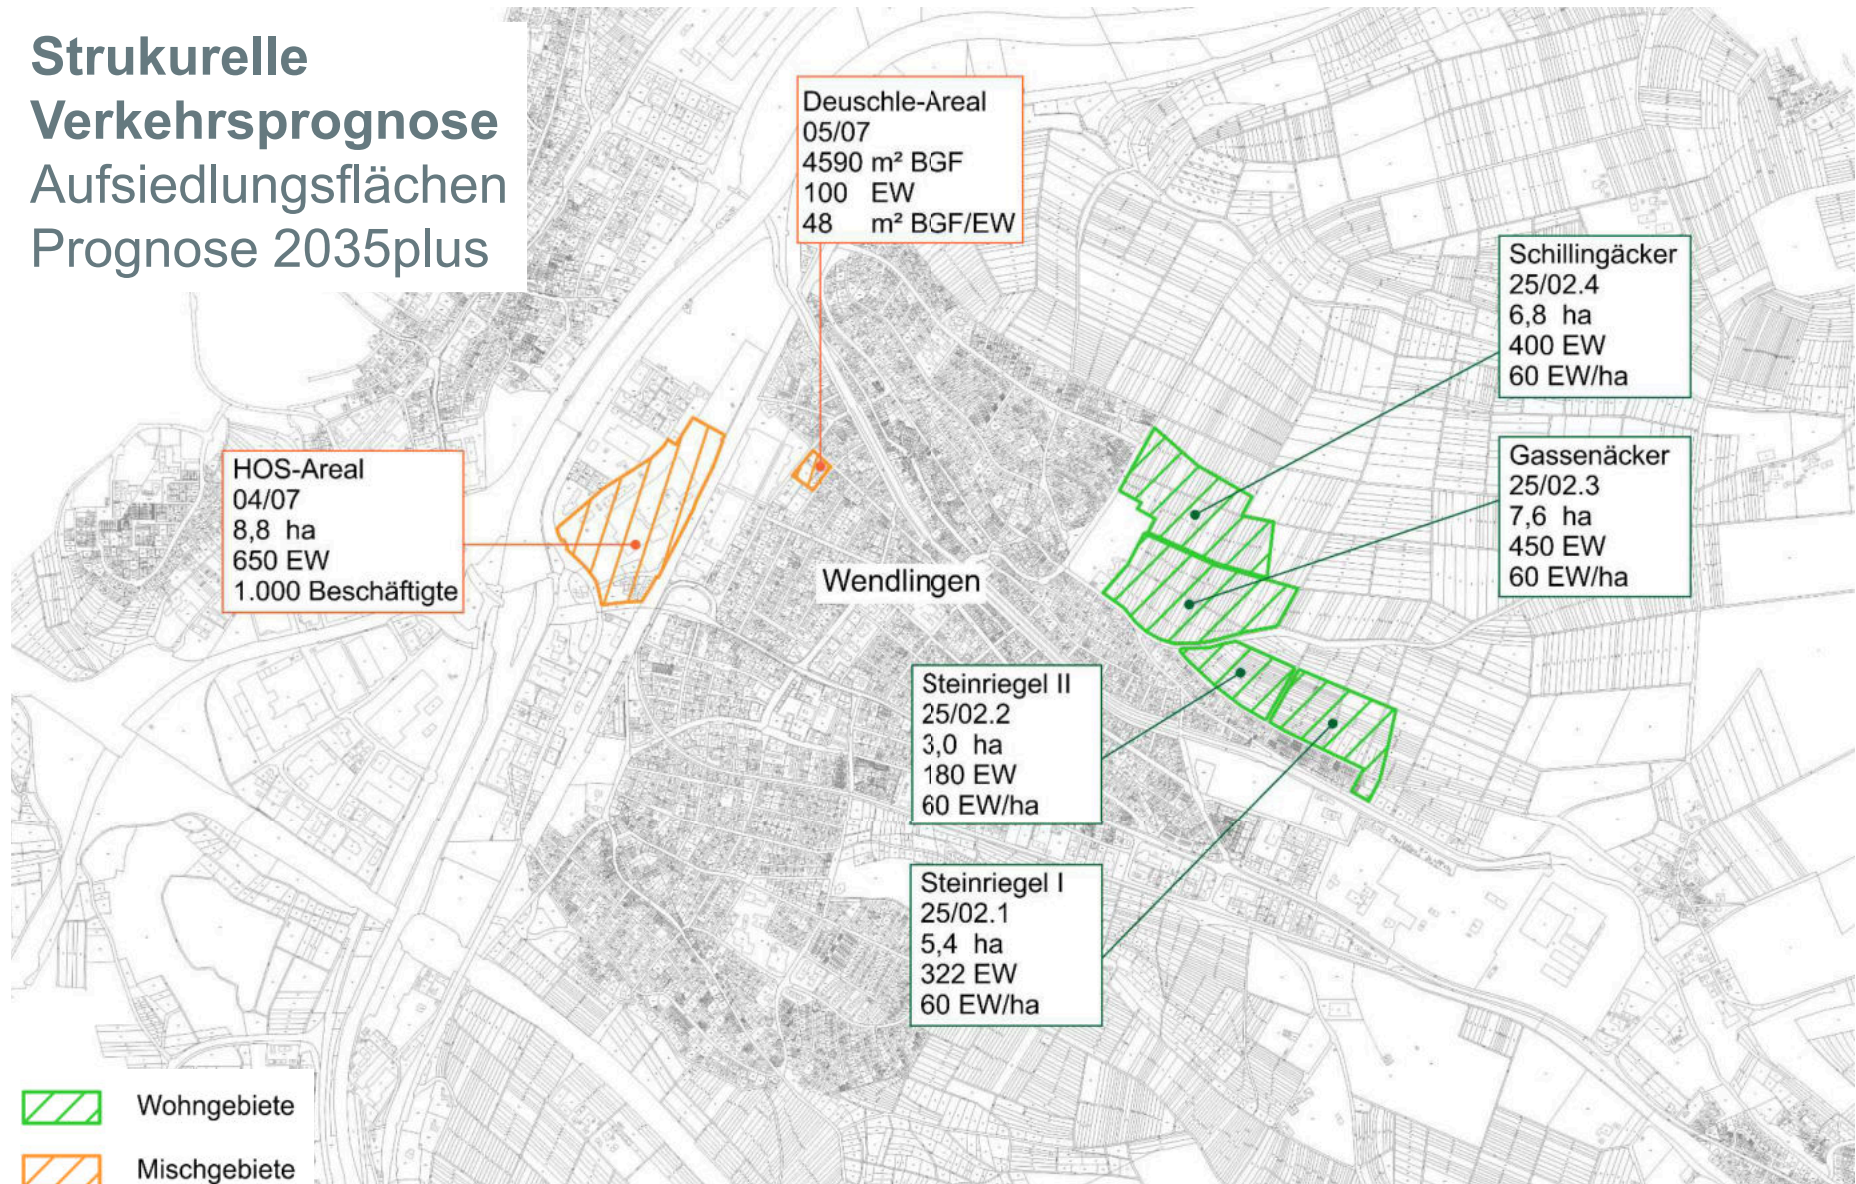 Strukurelle
Verkehrsprognose
Aufsiedlungsflächen
Prognose 2035plus
Deuschle-Areal
05/07
4590 m² BGF
100 EW
48 m² BGF/EW
Schillingäcker
25/02.4
6,8 ha
400 EW
60 EW/ha
HOS-Areal
04/07
8,8 ha
650 EW
1.000 Beschäftigte
Gassenäcker
25/02.3
7,6 ha
450 EW
60 EW/ha
Wendlingen
Steinriegel II
25/02.2
3,0 ha
180 EW
60 EW/ha
Steinriegel I
25/02.1
5,4 ha
322 EW
60 EW/ha
Wohngebiete
Mischgebiete